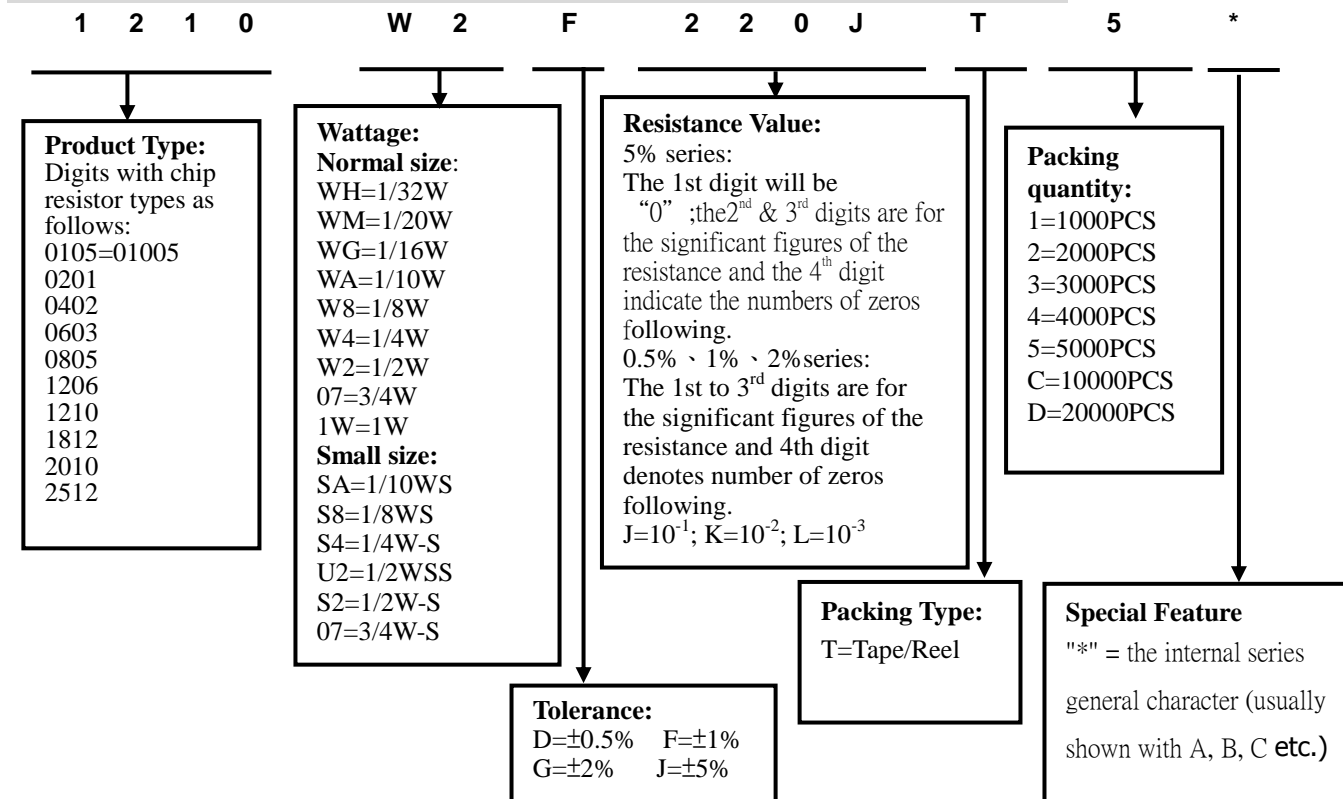 1 2 1 0 W 2 F 2 2 0 J T 5 *
Product Type:
Digits with chip
resistor types as
follows:
0105=01005
0201
0402
0603
0805
1206
1210
1812
2010
2512
Wattage:
Normal size:
WH=1/32W
WM=1/20W
WG=1/16W
WA=1/10W
W8=1/8W
W4=1/4W
W2=1/2W
07=3/4W
1W=1W
Small size:
SA=1/10WS
S8=1/8WS
S4=1/4W-S
U2=1/2WSS
S2=1/2W-S
07=3/4W-S
Tolerance:
D=±0.5% F=±1%
G=±2% J=±5%
Resistance Value:
5% series:
The 1st digit will be
“0” ;the2nd & 3rd digits are for
the significant figures of the
resistance and the 4th digit
indicate the numbers of zeros
following.
0.5%、1%、2%series:
The 1st to 3rd digits are for
the significant figures of the
resistance and 4th digit
denotes number of zeros
following.
J=10-1; K=10-2; L=10-3
Packing Type:
T=Tape/Reel
Packing
quantity:
1=1000PCS
2=2000PCS
3=3000PCS
4=4000PCS
5=5000PCS
C=10000PCS
D=20000PCS
Special Feature
"*" = the internal series
general character (usually
shown with A, B, C etc.)